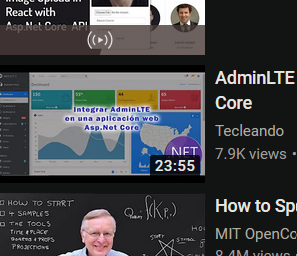 Image Upload in
React with
Asp.Net Core API
AdminLTE
Core
Integrar AdminLTE
en una aplicación web
Asp.Net Core
NET
23:55
Tecleando
7.9K views •
HOW TO START
4 SAMPLES
THE TOOLS
TIME & PLACE
PROJECTIONS
How to Sp
MIT OpenCo
8.4M views